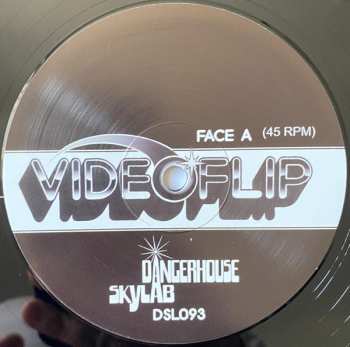 FACE A (45 RPM)
VIDEOFLIP
DANGERHOUSE
SKYLAB
DSL093